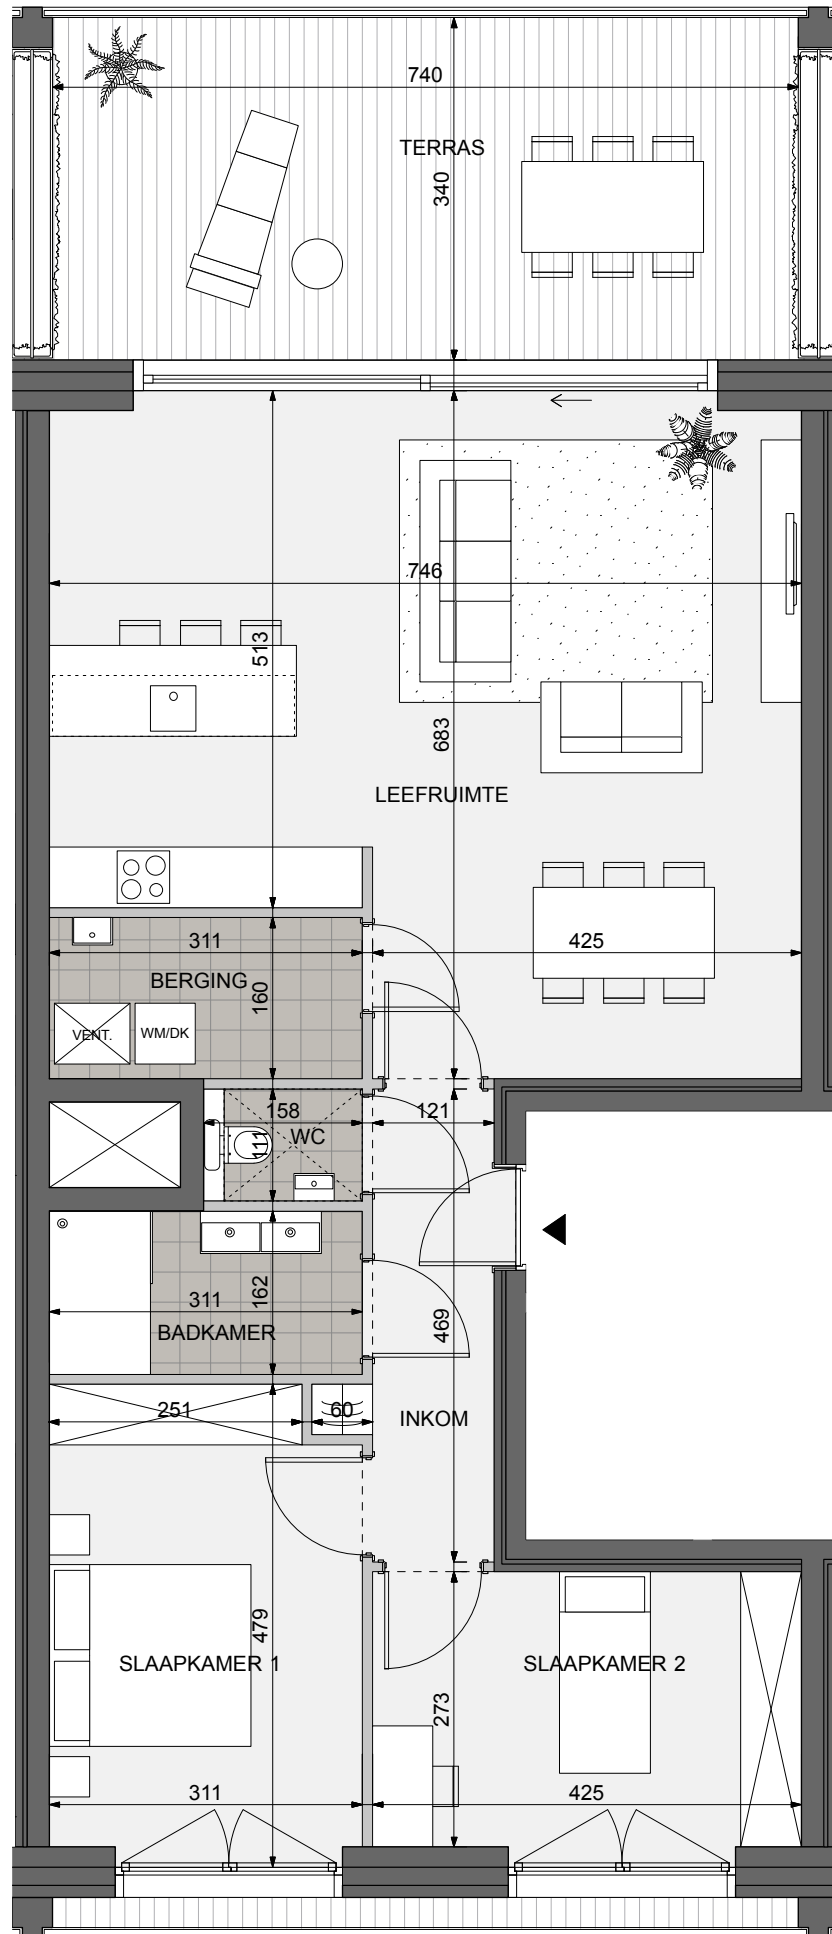 740
TERRAS
340
746
513
683
LEEFRUIMTE
311
425
BERGING
160
VENT.
WM/DK
158
121
111
WC
162
311
469
BADKAMER
251
60
INKOM
479
SLAAPKAMER 1
SLAAPKAMER 2
273
311
425